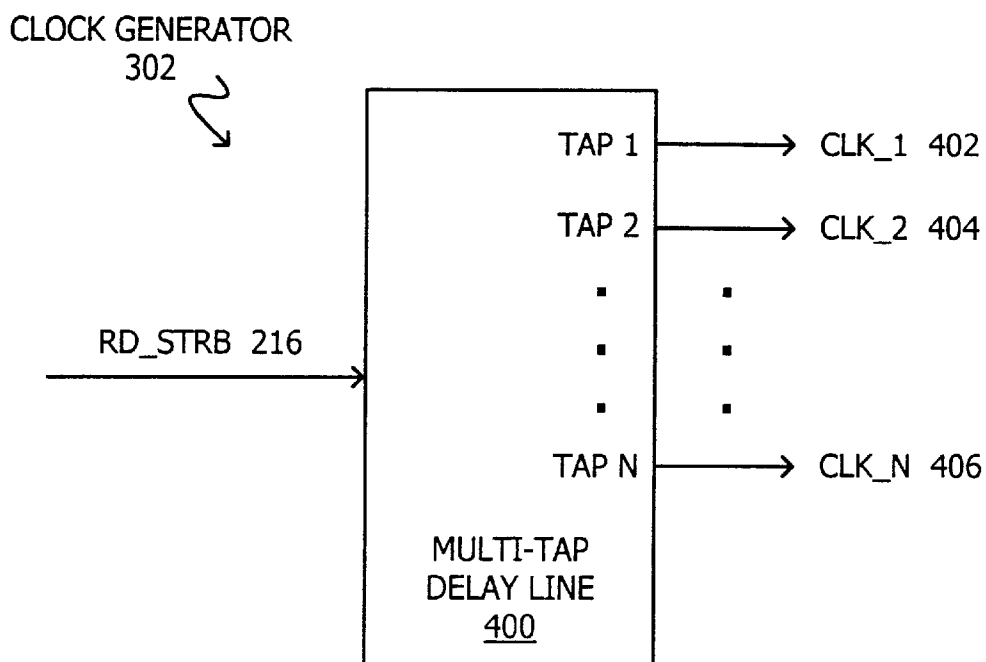 CLOCK GENERATOR
302
TAP 1
CLK_1 402
TAP 2
CLK_2 404
RD_STRB 216
TAP N
CLK_N 406
MULTI-TAP
DELAY LINE
400